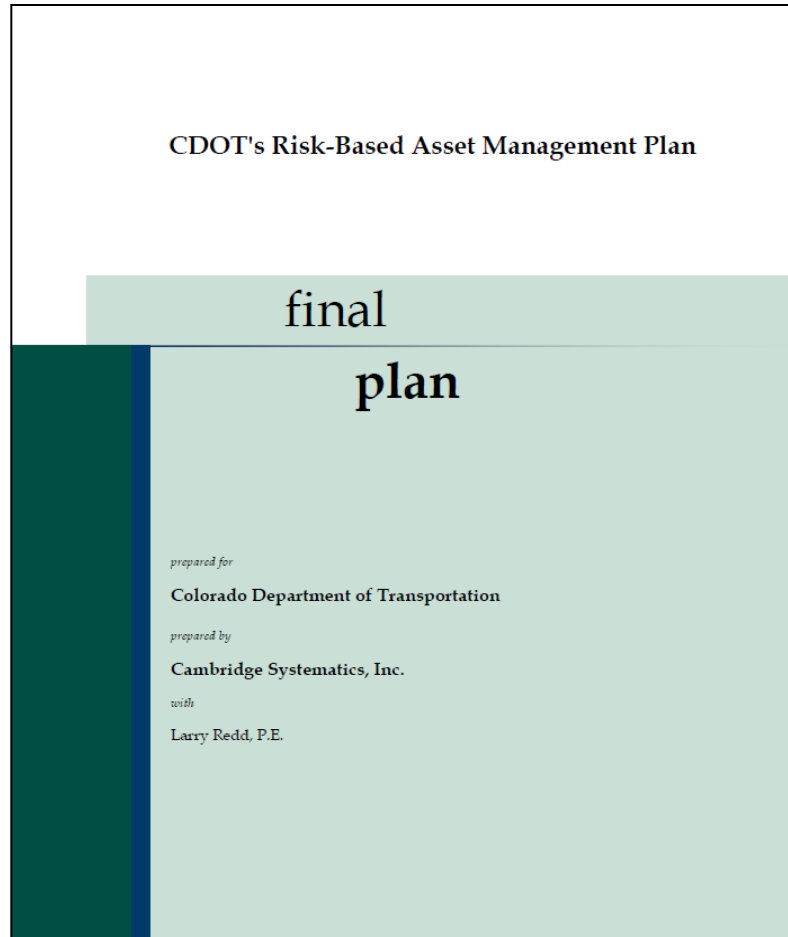 CDOT's Risk-Based Asset Management Plan
final
plan
prepared for
Colorado Department of Transportation
prepared by
Cambridge Systematics, Inc.
with
Larry Redd, P.E.